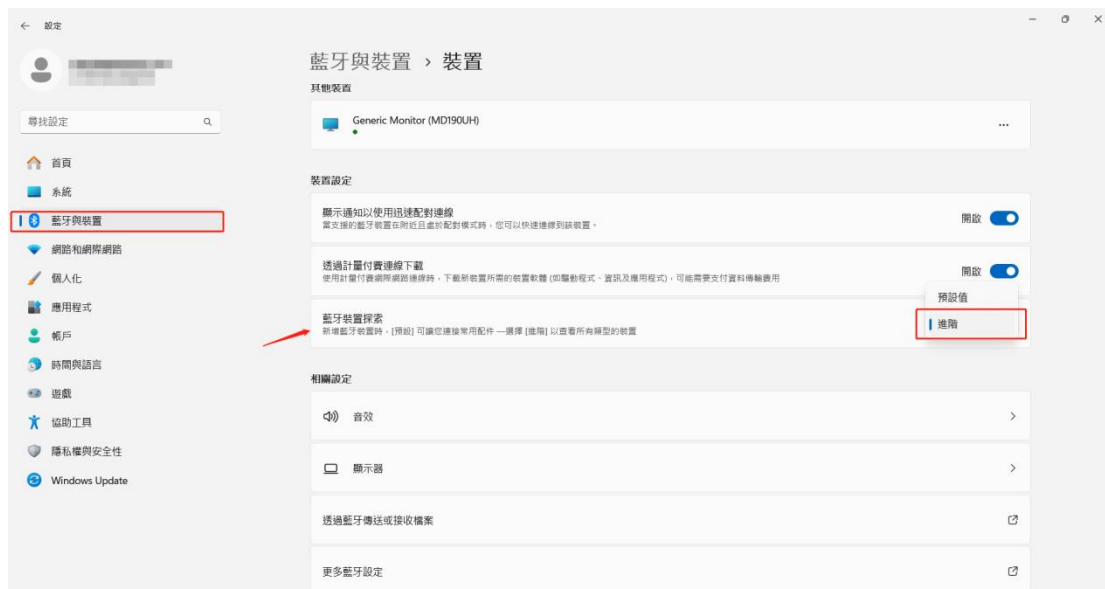 設定
藍牙與裝置 › 裝置
其他裝置
尋找設定
Generic Monitor (MD190UH)
首頁
系統
藍牙與裝置
網路和網際網路
個人化
應用程式
帳戶
時間與語言
遊戲
協助工具
隱私權與安全性
Windows Update
裝置設定
顯示通知以使用迅速配對連線
當支援的藍牙裝置在附近且處於配對模式時，您可以快速連線到該裝置。
開啟
透過計量付費連線下載
使用計量付費網際網路連線時，下載新裝置所需的裝置軟體 (如驅動程式、資訊及應用程式)，可能需要支付資料傳輸費用
開啟
預設值
進階
藍牙裝置探索
新增藍牙裝置時，[預設] 可讓您連接常用配件 —選擇 [進階] 以查看所有類型的裝置
相關設定
音效
顯示器
透過藍牙傳送或接收檔案
更多藍牙設定